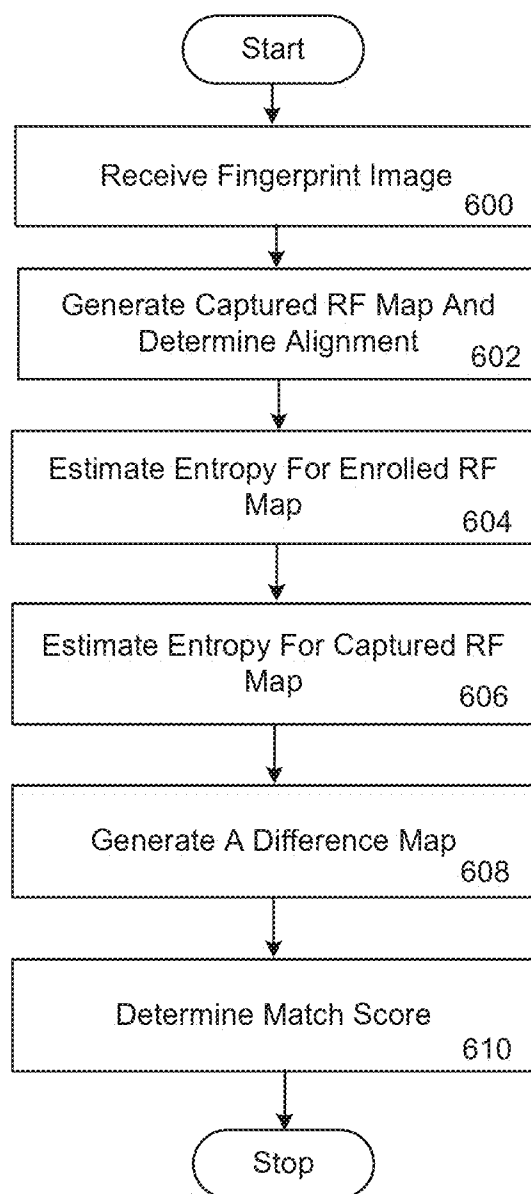 Start
Receive Fingerprint Image
600
Generate Captured RF Map And
Determine Alignment
602
Estimate Entropy For Enrolled RF
Map
604
Estimate Entropy For Captured RF
Map
606
Generate A Difference Map
608
Determine Match Score
610
Stop